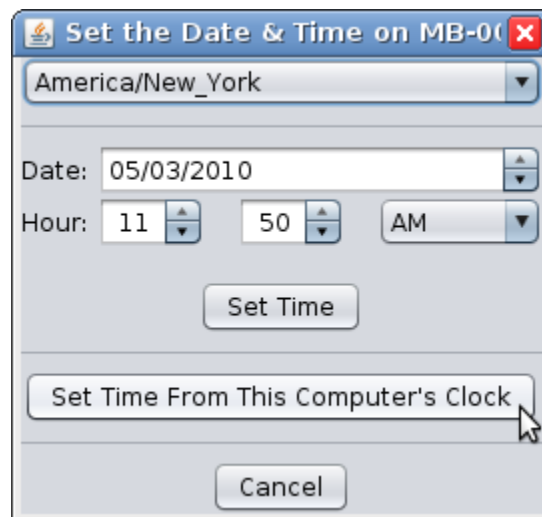 Set the Date & Time on MB-00
America/New_York
Date: 05/03/2010
Hour: 11 50 AM
Set Time
Set Time From This Computer's Clock
Cancel